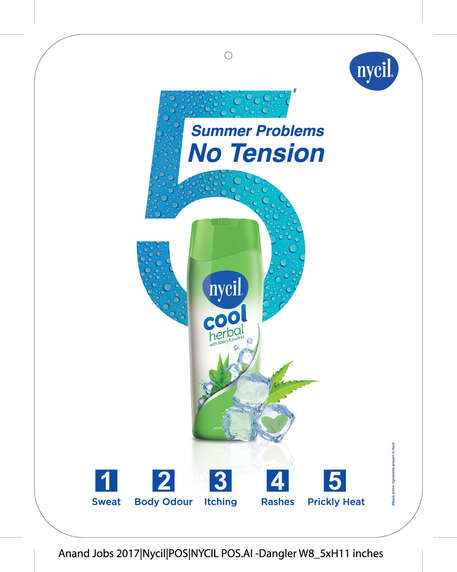 nycil
5
Summer Problems
No Tension
nycil
cool
herbal
1 2 3 4 5
Sweat Body Odour Itching Rashes Prickly Heat
Anand Jobs 2017|Nycil|POS|NYCIL POS.AI -Dangler W8_5xH11 inches